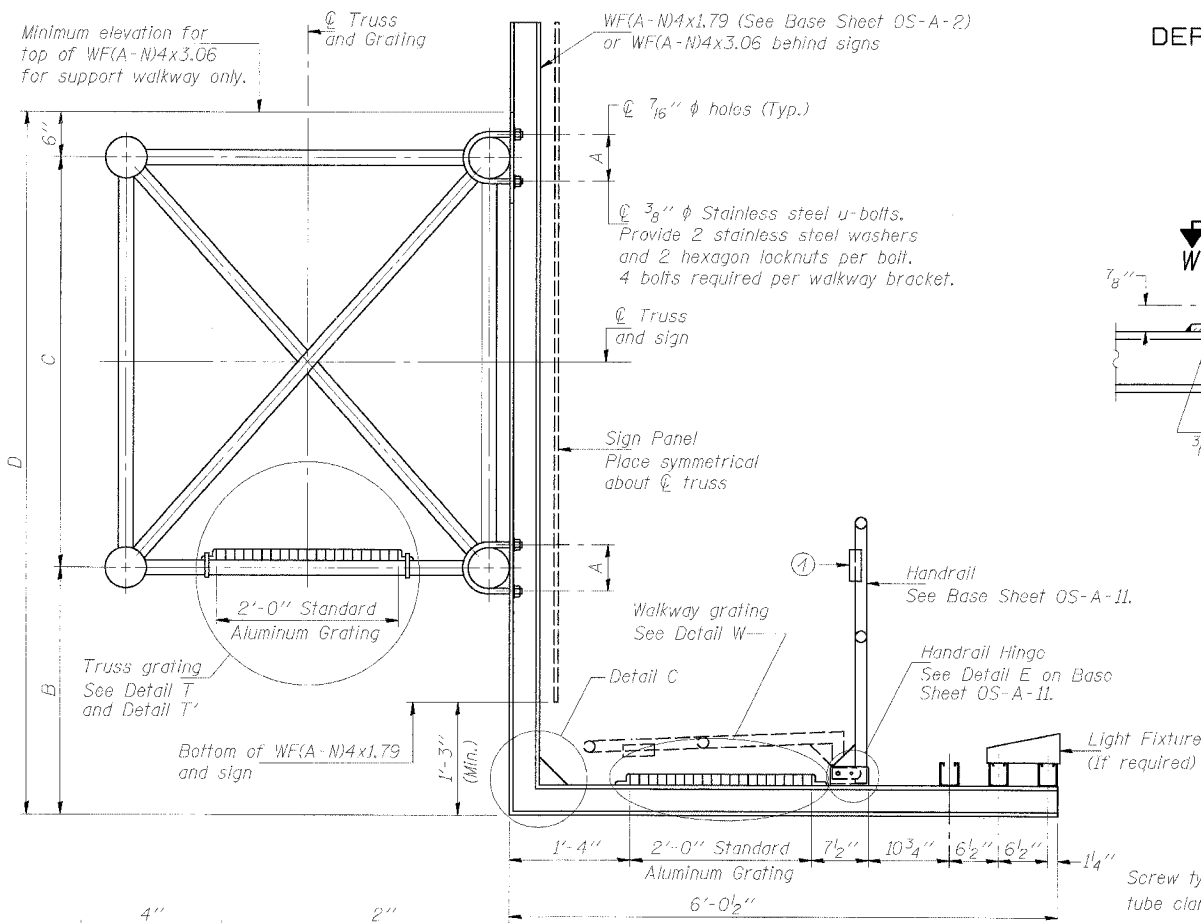 Minimum elevation for
top of WF(A-N)4x3.06
for support walkway only.
℄ Truss
and Grating
WF(A-N)4x1.79 (See Base Sheet OS-A-2)
or WF(A-N)4x3.06 behind signs
6"
℄ 7/16" ϕ holes (Typ.)
A
℄ 3/8" ϕ Stainless steel u-bolts.
Provide 2 stainless steel washers
and 2 hexagon locknuts per bolt.
4 bolts required per walkway bracket.
7/8"
℄ Truss
and sign
C
D
Sign Panel
Place symmetrical
about ℄ truss
A
1
Handrail
See Base Sheet OS-A-11.
2'-0" Standard
Aluminum Grating
Walkway grating
See Detail W
Handrail Hinge
See Detail E on Base
Sheet OS-A-11.
Truss grating
See Detail T
and Detail T'
B
Detail C
Bottom of WF(A-N)4x1.79
and sign
1'-3"
(Min.)
Light Fixture
(If required)
1'-4"
2'-0" Standard
Aluminum Grating
7 1/2"
10 3/4"
6 1/2"
6 1/2"
1 1/4"
6'-0 1/2"
4"
2"
Screw ty
tube clan